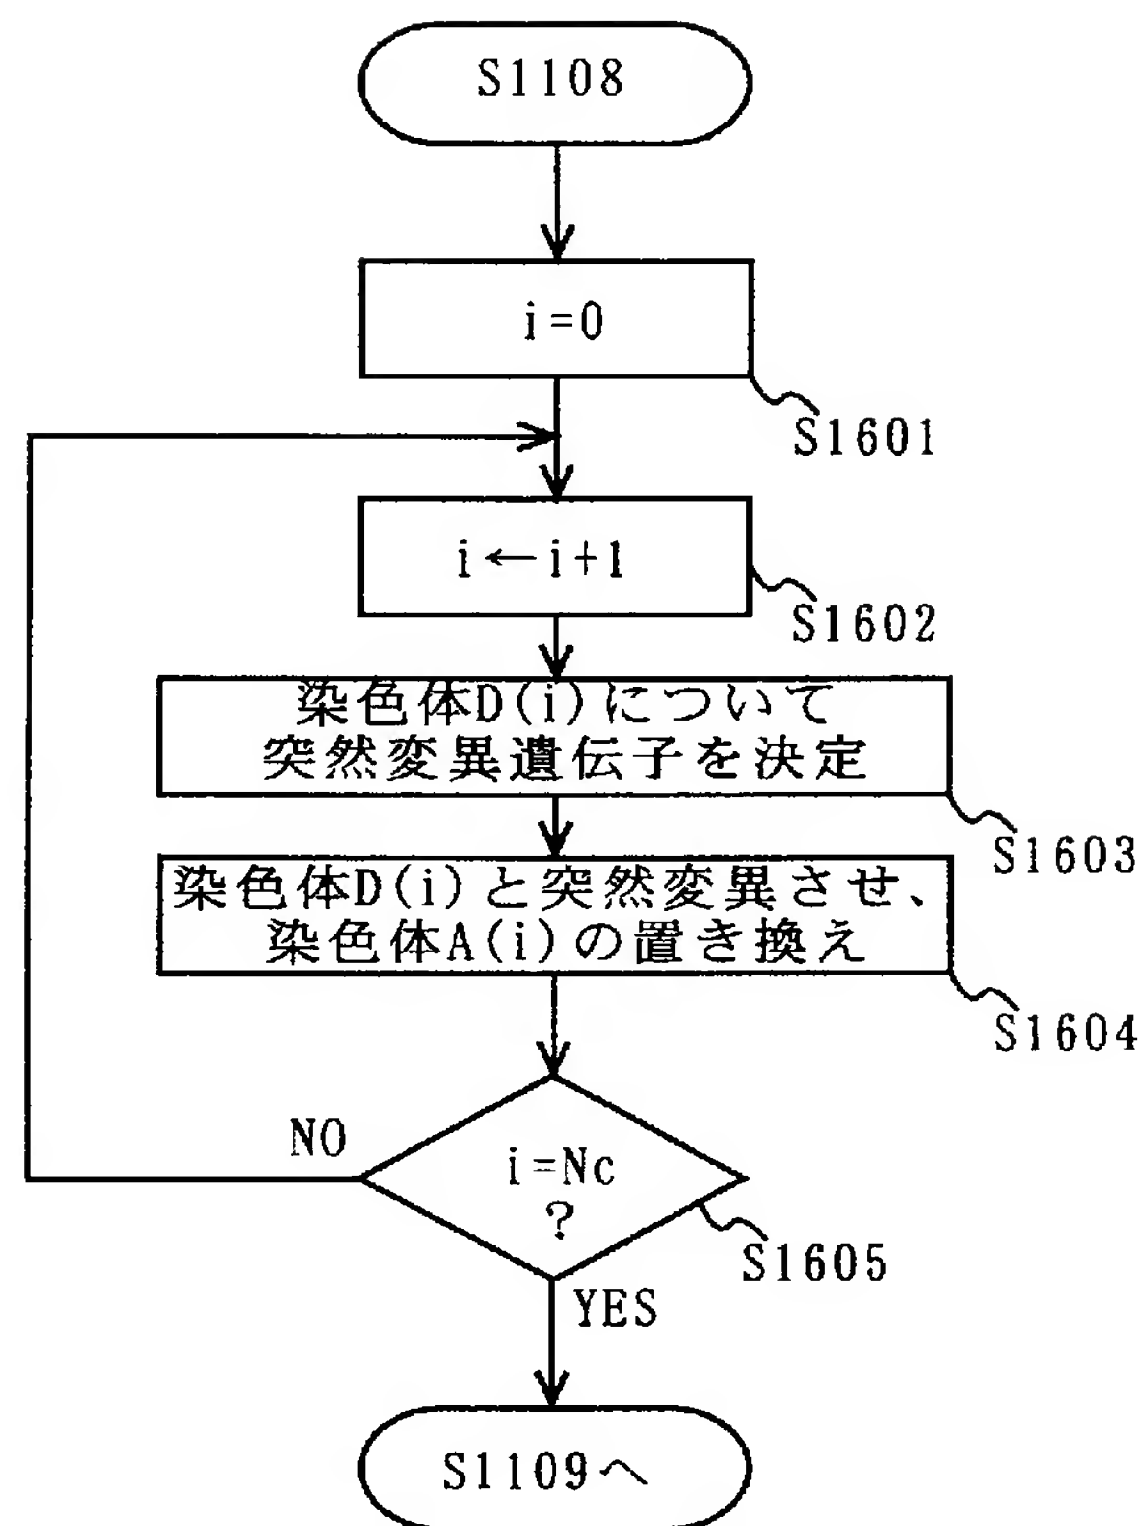 S1108
i=0
S1601
i←i+1
S1602
染色体D(i)について
突然変異遺伝子を決定
S1603
染色体D(i)と突然変異させ、
染色体A(i)の置き換え
S1604
NO
i=Nc
?
S1605
YES
S1109へ